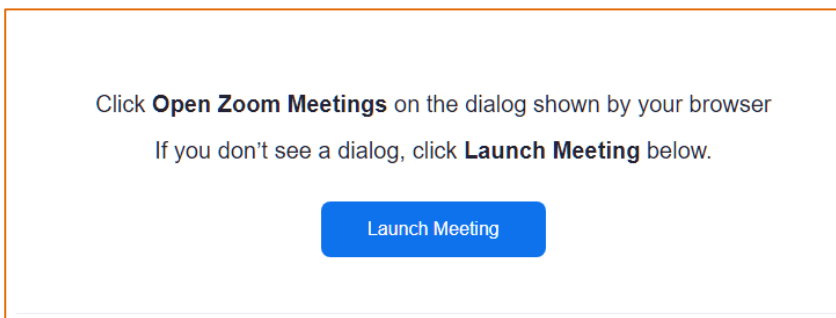 Click Open Zoom Meetings on the dialog shown by your browser
If you don’t see a dialog, click Launch Meeting below.
Launch Meeting